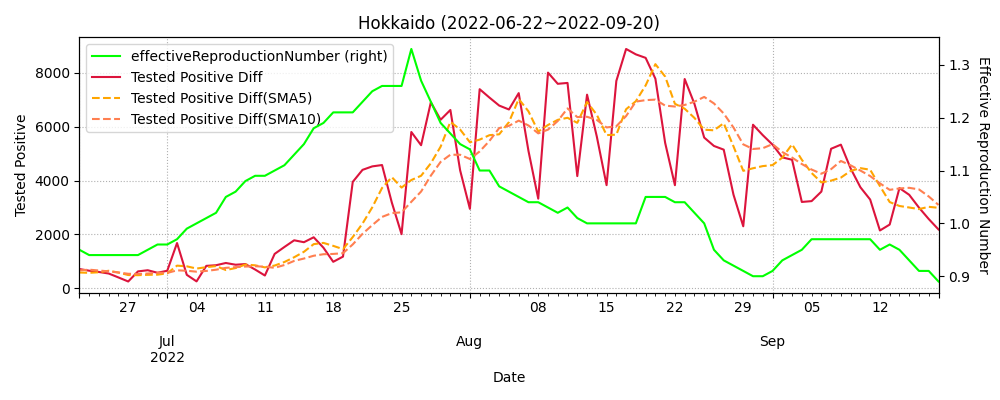 Hokkaido (2022-06-22~2022-09-20)
effectiveReproductionNumber (right)
Tested Positive Diff
Tested Positive Diff(SMA5)
Tested Positive Diff(SMA10)
Tested Positive
8000
6000
4000
2000
0
Effective Reproduction Number
1.3
1.2
1.1
1.0
0.9
27 04 11 18 25 08 15 22 29 05 12
Jul Aug Sep
2022
Date